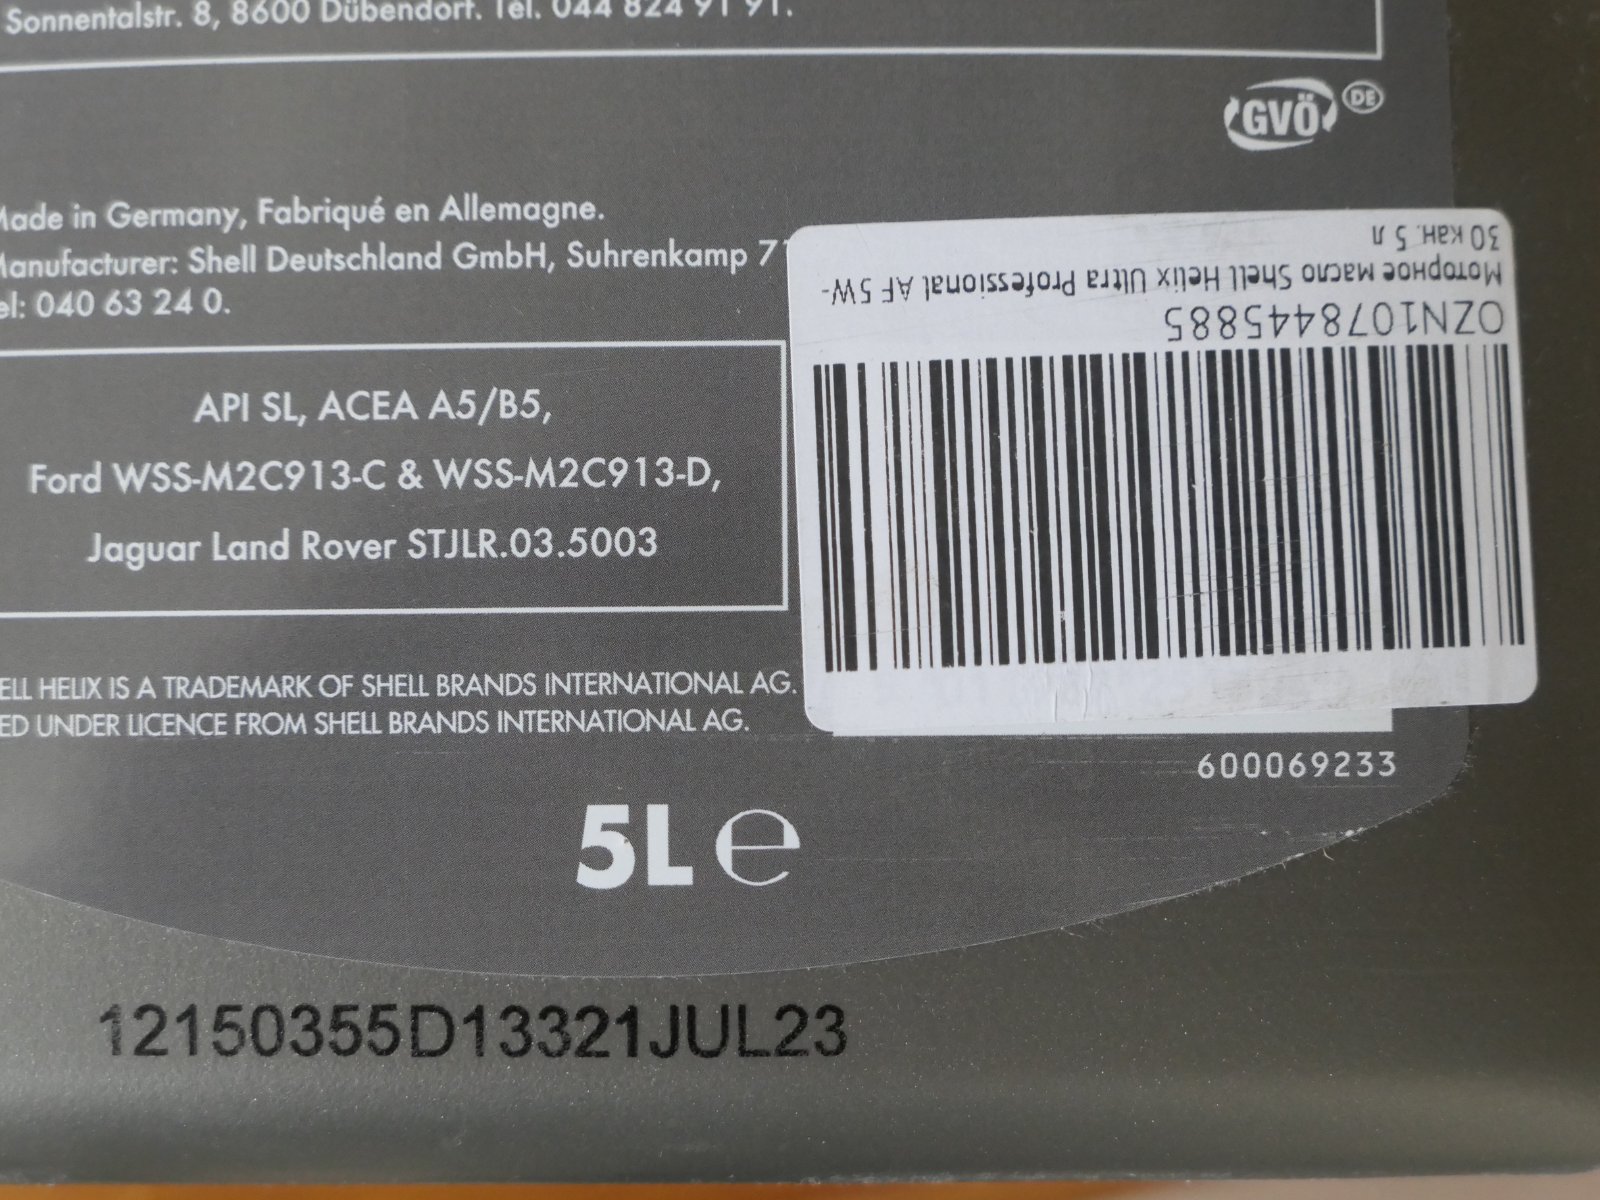 Sonnentalstr. 8, 8600 Dübendorf. Tel. 044 824 91 91.
GVÖ DE
Made in Germany, Fabriqué en Allemagne.
Manufacturer: Shell Deutschland GmbH, Suhrenkamp 71
el: 040 63 24 0.
API SL, ACEA A5/B5,
Ford WSS-M2C913-C & WSS-M2C913-D,
Jaguar Land Rover STJLR.03.5003
ELL HELIX IS A TRADEMARK OF SHELL BRANDS INTERNATIONAL AG.
ED UNDER LICENCE FROM SHELL BRANDS INTERNATIONAL AG.
OZN1078445885
Моторное масло Shell Helix Ultra Professional AF 5W-
30 кан. 5 л
600069233
5L e
12150355D13321JUL23